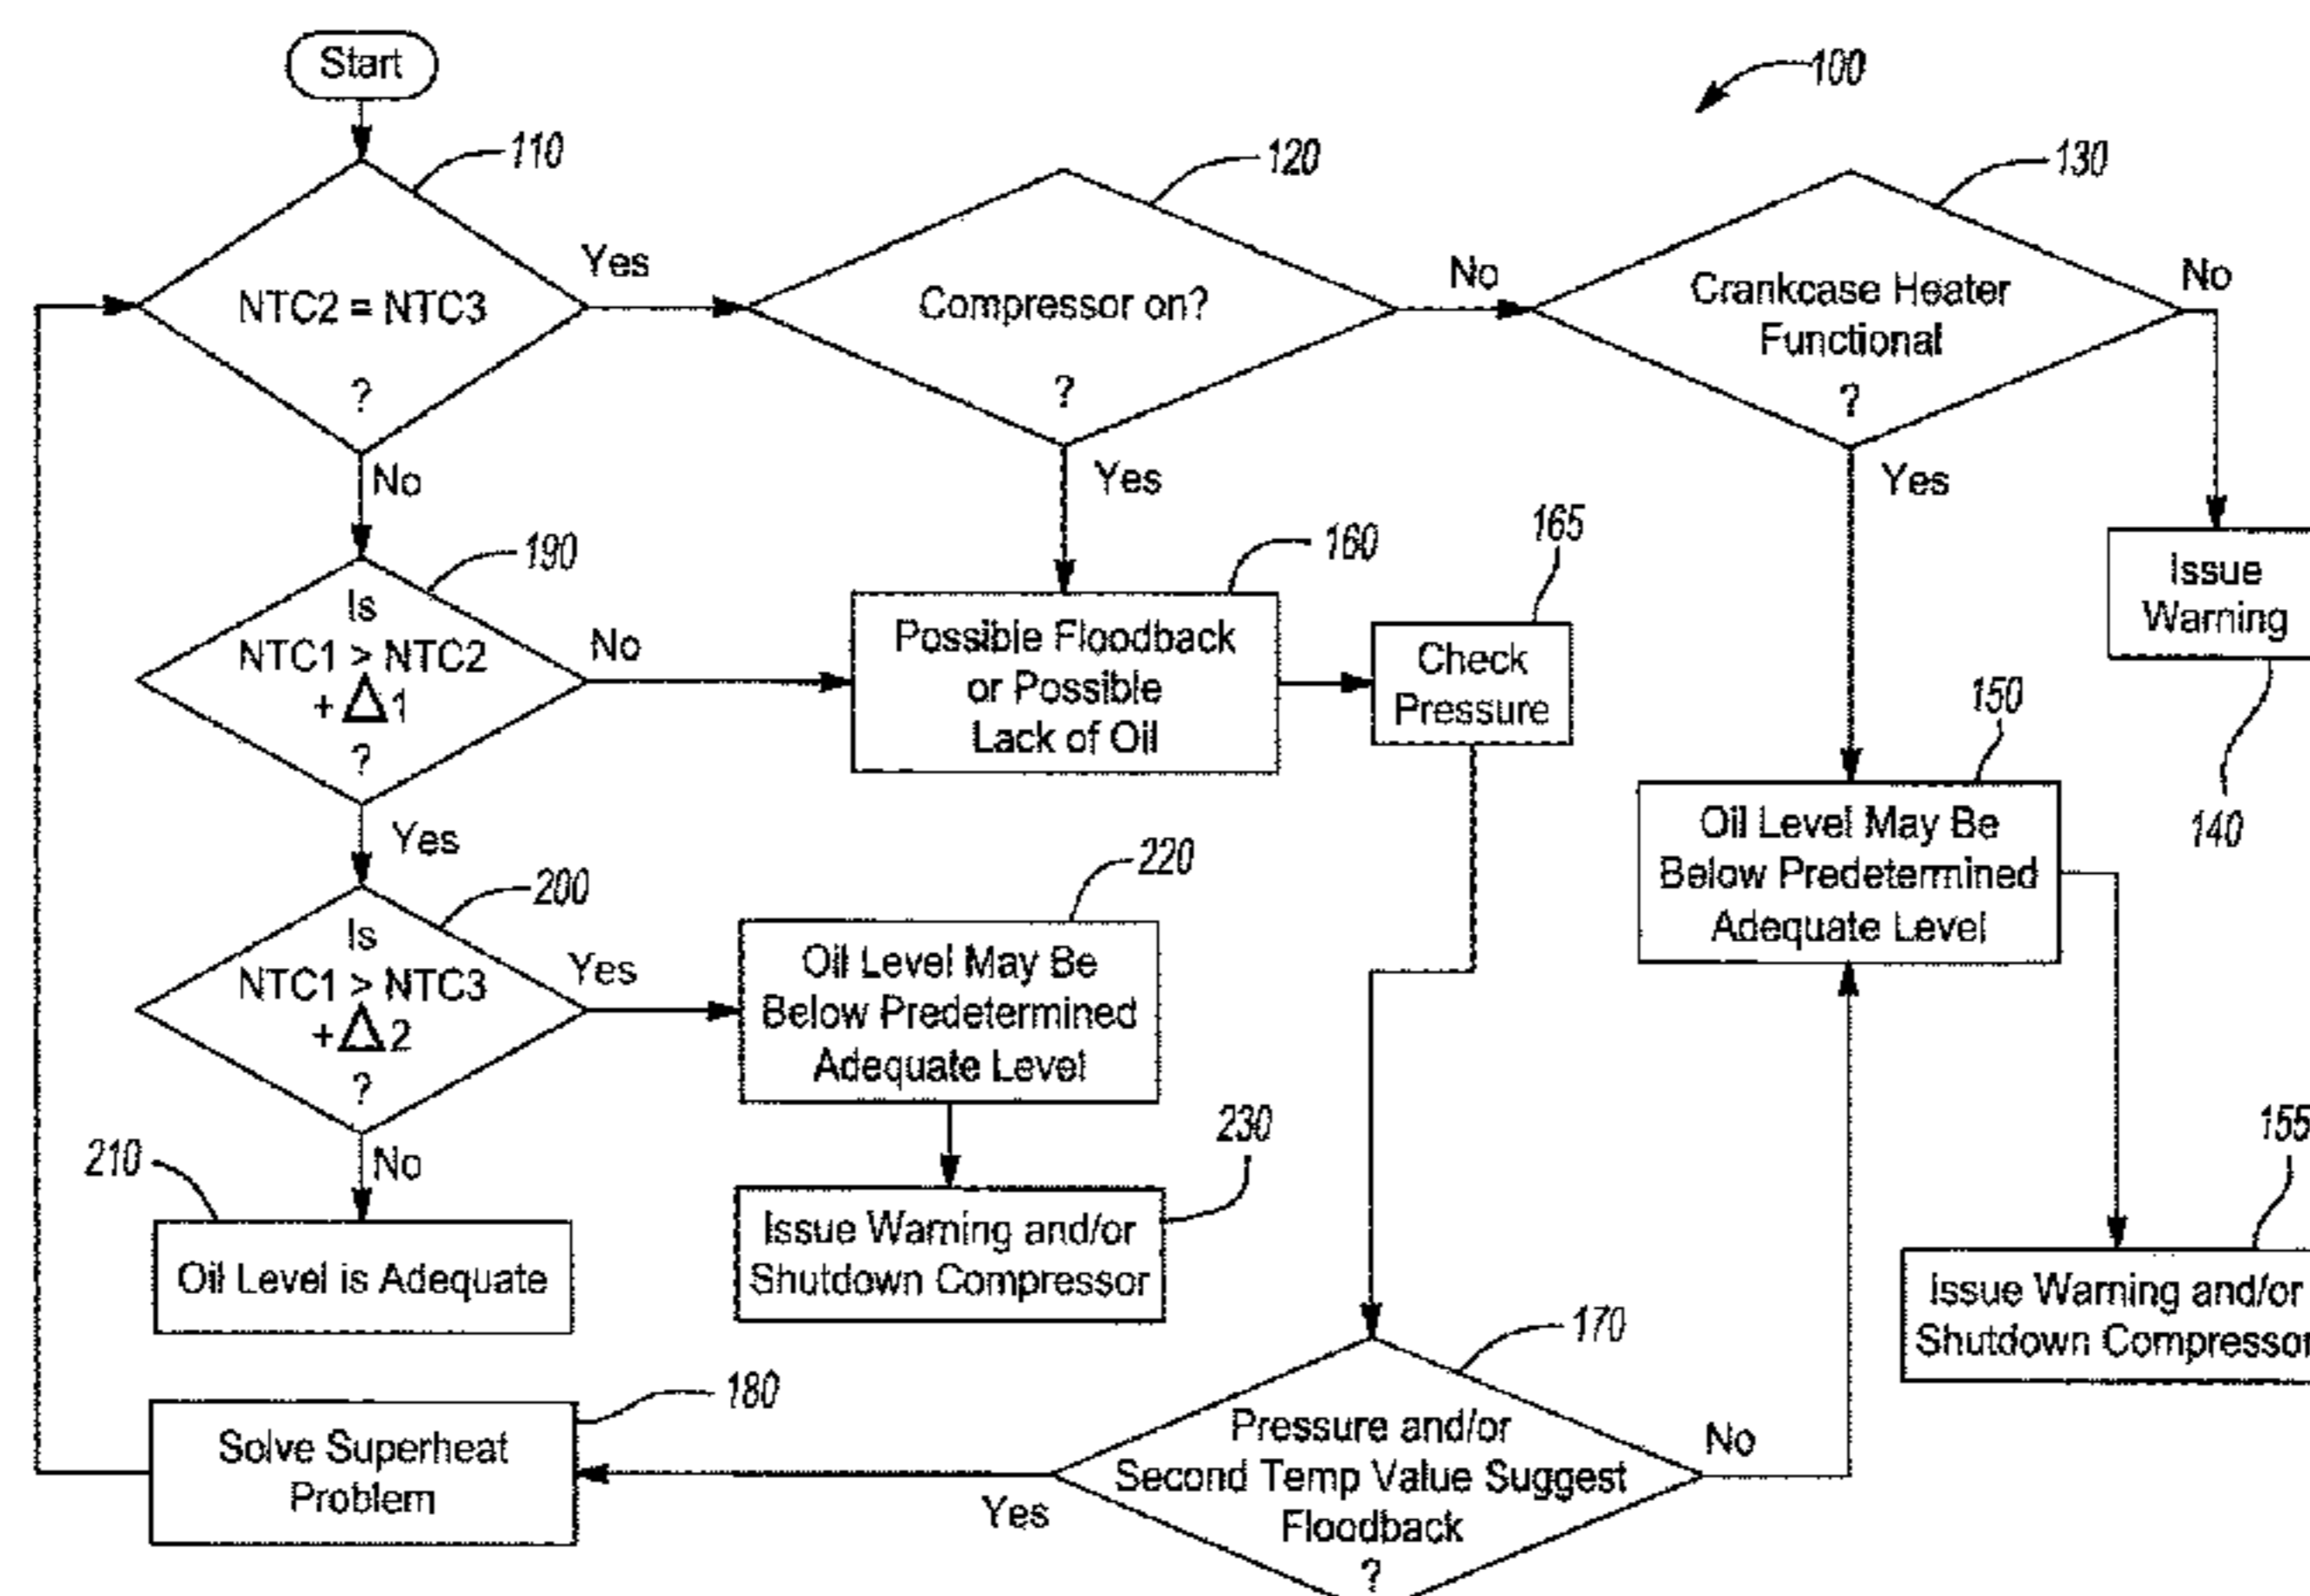 Start
100
110
120
130
NTC2 = NTC3
?
Yes
Compressor on?
?
No
Crankcase Heater
Functional
?
No
No
Yes
Yes
190
160
165
Issue
Warning
140
Is
NTC1 > NTC2
+ Δ1
?
No
Possible Floodback
or Possible
Lack of Oil
Check
Pressure
150
Oil Level May Be
Below Predetermined
Adequate Level
Yes
200
220
Is
NTC1 > NTC3
+ Δ2
?
Yes
Oil Level May Be
Below Predetermined
Adequate Level
230
155
210
No
Oil Level is Adequate
Issue Warning and/or
Shutdown Compressor
Issue Warning and/or
Shutdown Compressor
170
180
Solve Superheat
Problem
Yes
Pressure and/or
Second Temp Value Suggest
Floodback
?
No